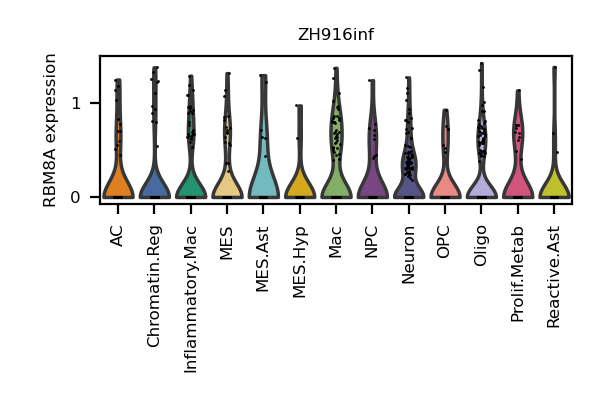 ZH916inf
RBM8A expression
1
0
AC
Chromatin.Reg
Inflammatory.Mac
MES
MES.Ast
MES.Hyp
Mac
NPC
Neuron
OPC
Oligo
Prolif.Metab
Reactive.Ast